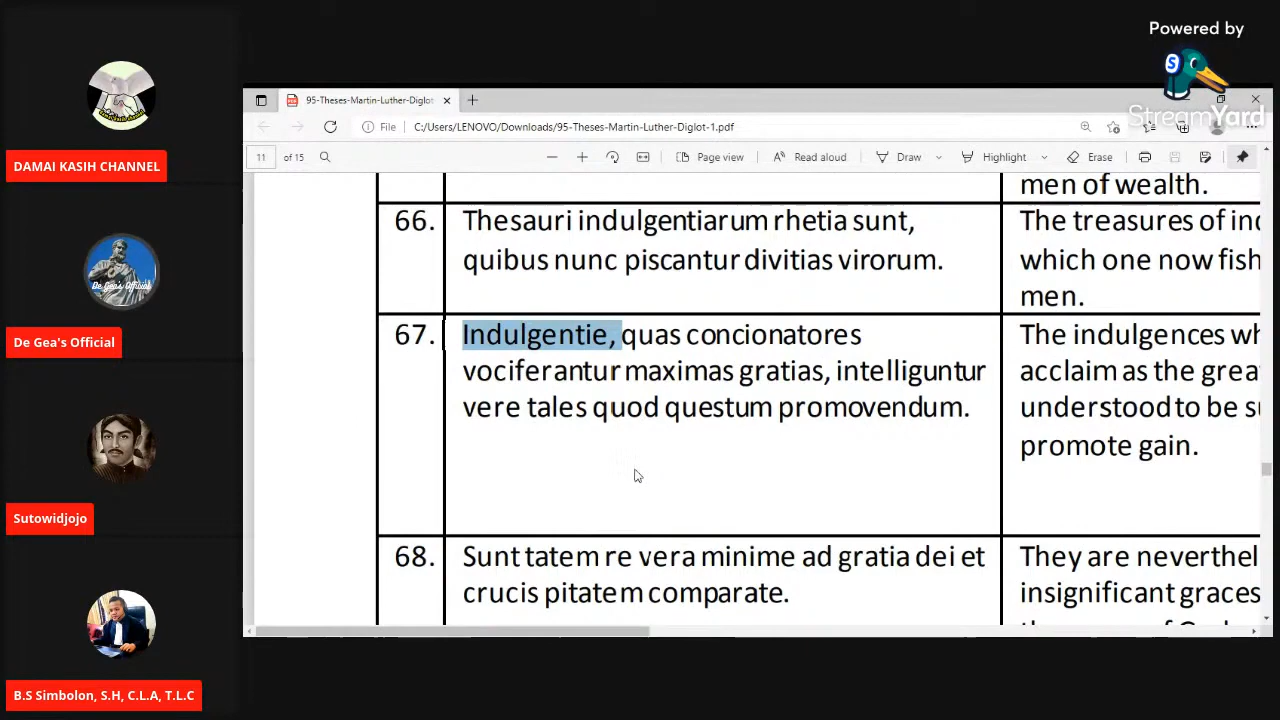 Powered by
S
StreamYard
DAMAI KASIH CHANNEL
De Gea's Official
De Gea's Official
Sutowidjojo
B.S Simbolon, S.H, C.L.A, T.L.C
95-Theses-Martin-Luther-Diglot
File C:/Users/LENOVO/Downloads/95-Theses-Martin-Luther-Diglot-1.pdf
11 of 15 Page view Read aloud Draw Highlight Erase
men of wealth.
66. Thesauri indulgentiarum rhetia sunt,
quibus nunc piscantur divitias virorum.
The treasures of ind
which one now fish
men.
67. Indulgentie, quas concionatores
vociferantur maximas gratias, intelliguntur
vere tales quod questum promovendum.
The indulgences wh
acclaim as the grea
understood to be su
promote gain.
68. Sunt tatem re vera minime ad gratia dei et
crucis pitatem comparate.
They are neverthel
insignificant graces